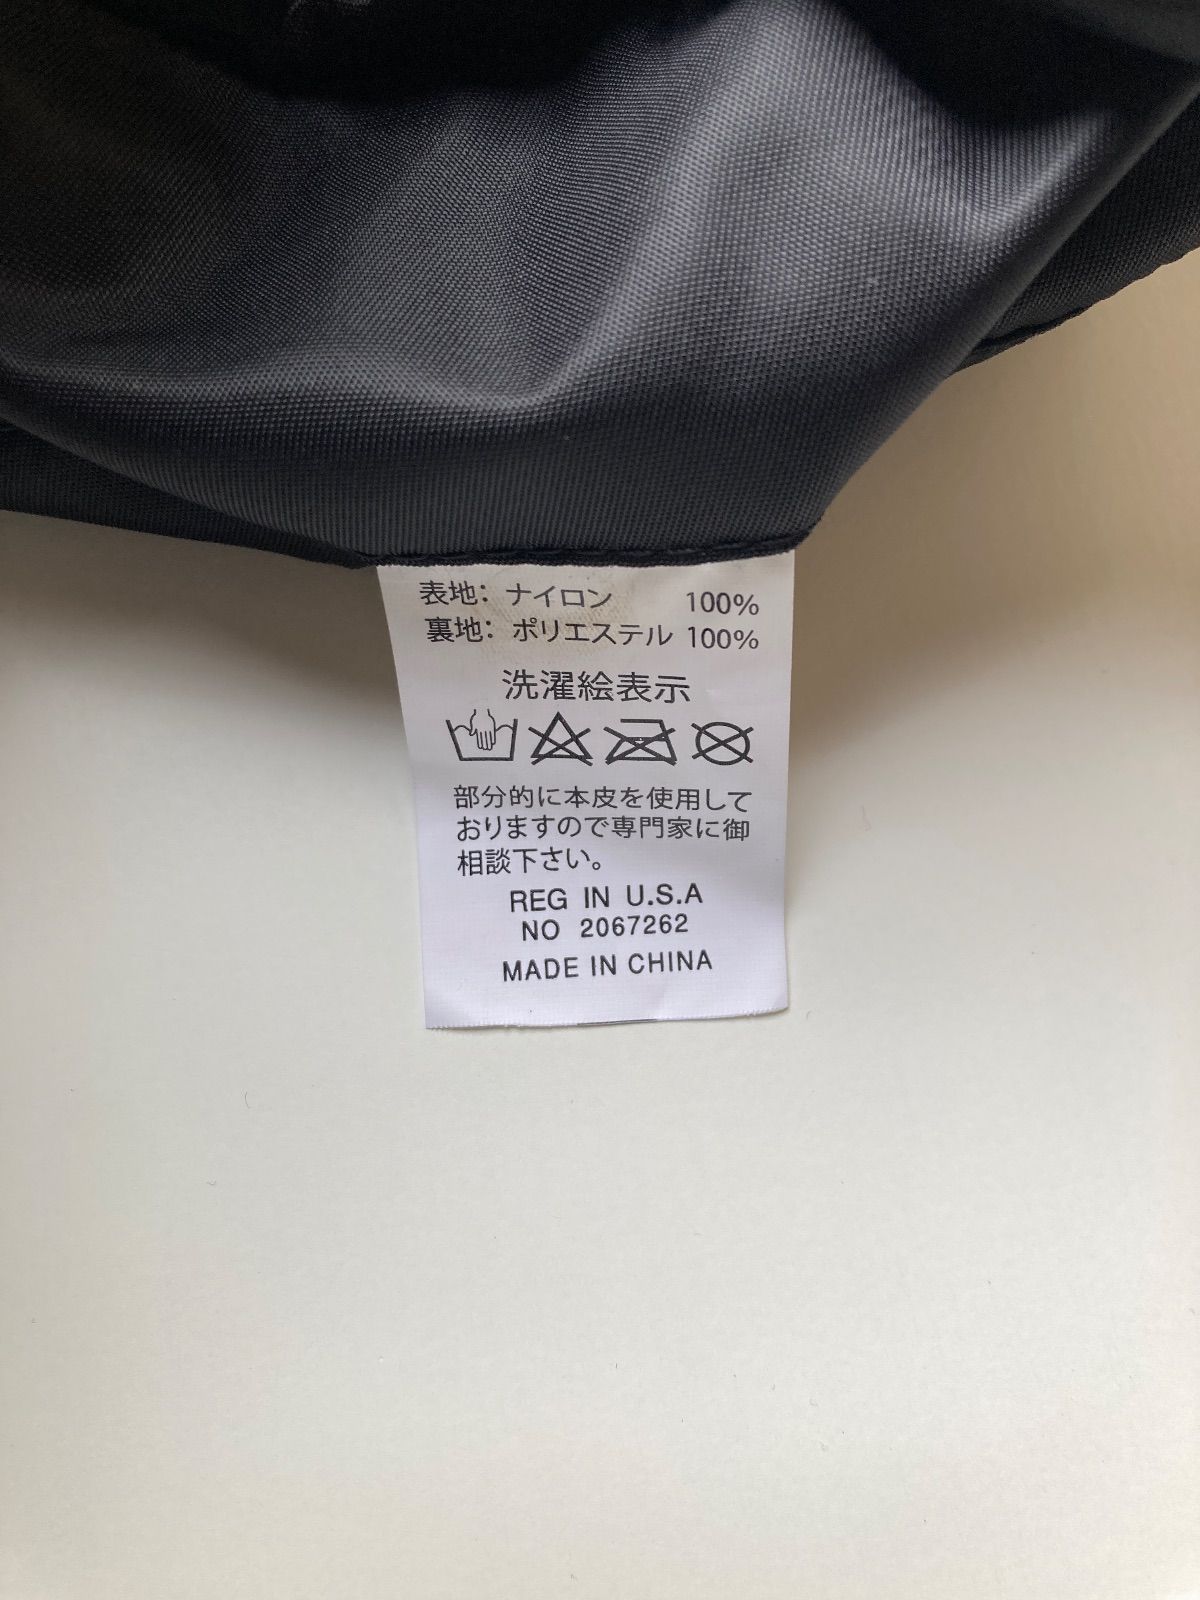 表地：ナイロン 100%
裏地：ポリエステル 100%
洗濯絵表示
部分的に本皮を使用して
おりますので専門家に御
相談下さい。
REG IN U.S.A
NO 2067262
MADE IN CHINA